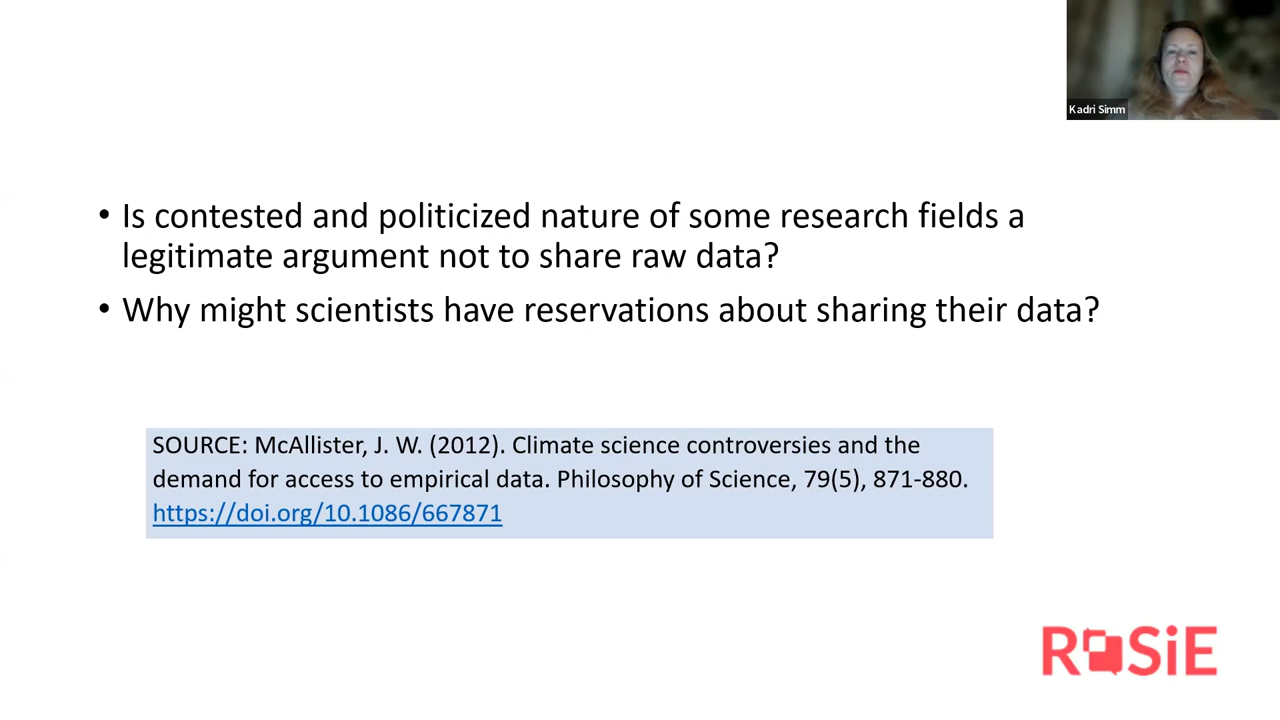 Kadri Simm
• Is contested and politicized nature of some research fields a
legitimate argument not to share raw data?
• Why might scientists have reservations about sharing their data?
SOURCE: McAllister, J. W. (2012). Climate science controversies and the
demand for access to empirical data. Philosophy of Science, 79(5), 871-880.
https://doi.org/10.1086/667871
ROSiE